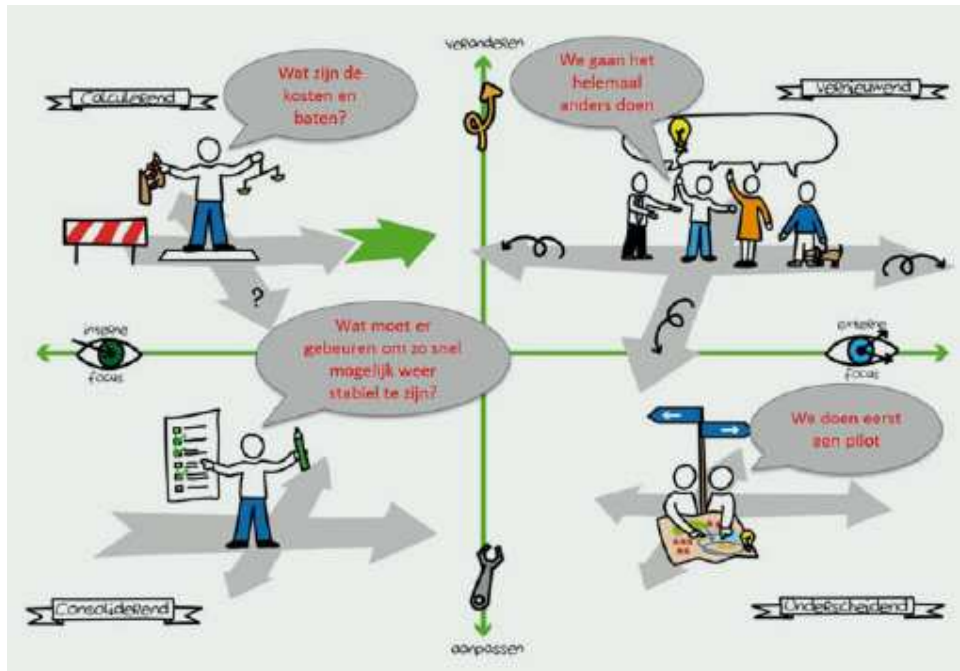 veranderen
Calculerend
Wat zijn de
kosten en
baten?
We gaan het
helemaal
anders doen
Vernieuwend
?
interne
focus
Wat moet er
gebeuren om zo snel
mogelijk weer
stabiel te zijn?
externe
focus
We doen eerst
een pilot
Consoliderend
Onderscheidend
aanpassen